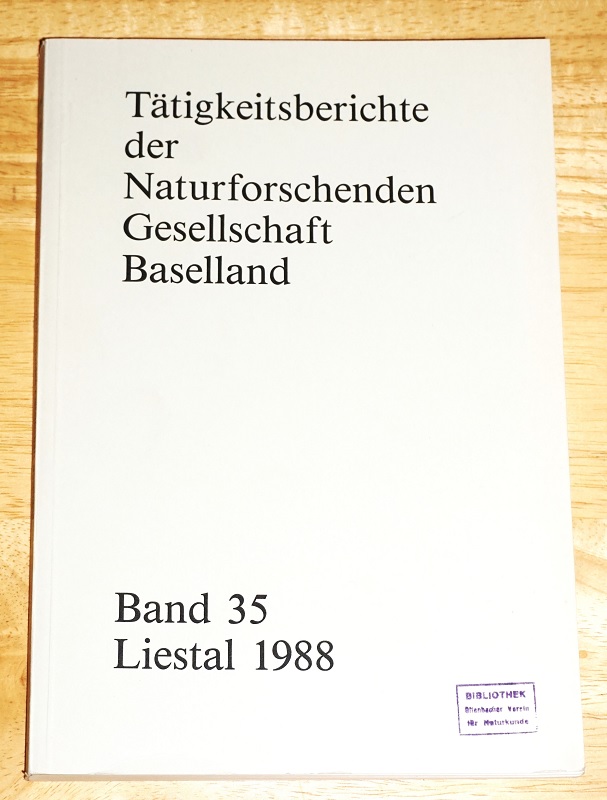 Tätigkeitsberichte
der
Naturforschenden
Gesellschaft
Baselland
Band 35
Liestal 1988
BIBLIOTHEK
Offenbacher Verein
für Naturkunde